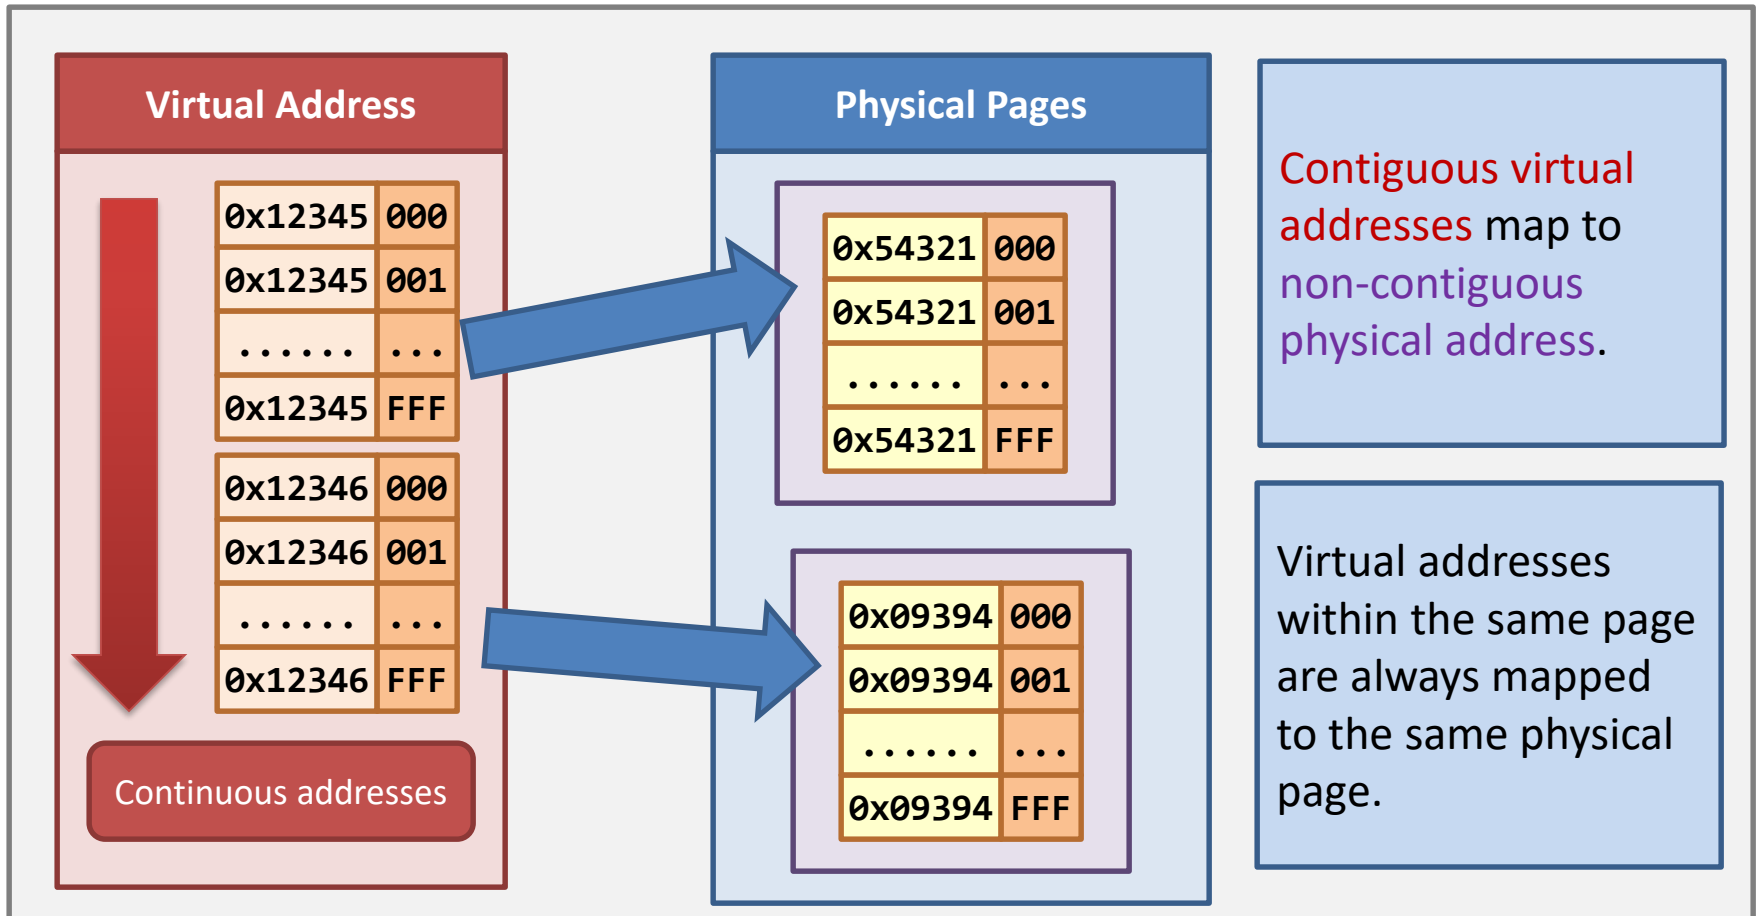 Virtual Address
0x12345 000
0x12345 001
...... ...
0x12345 FFF
0x12346 000
0x12346 001
...... ...
0x12346 FFF
Continuous addresses
Physical Pages
0x54321 000
0x54321 001
...... ...
0x54321 FFF
0x09394 000
0x09394 001
...... ...
0x09394 FFF
Contiguous virtual
addresses map to
non-contiguous
physical address.
Virtual addresses
within the same page
are always mapped
to the same physical
page.